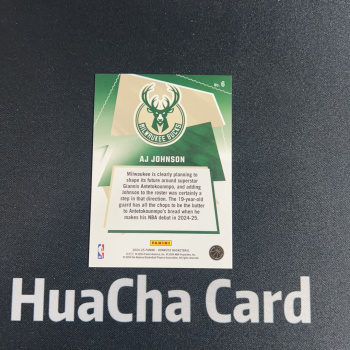 No. 6
MILWAUKEE BUCKS
AJ JOHNSON
Milwaukee is clearly planning to
shape its future around superstar
Giannis Antetokounmpo, and adding
Johnson to the roster was certainly a
step in that direction. The 19-year-old
guard has all the chops to be the butter
to Antetokounmpo's bread when he
makes his NBA debut in 2024-25.
PANINI
HuaCha Card